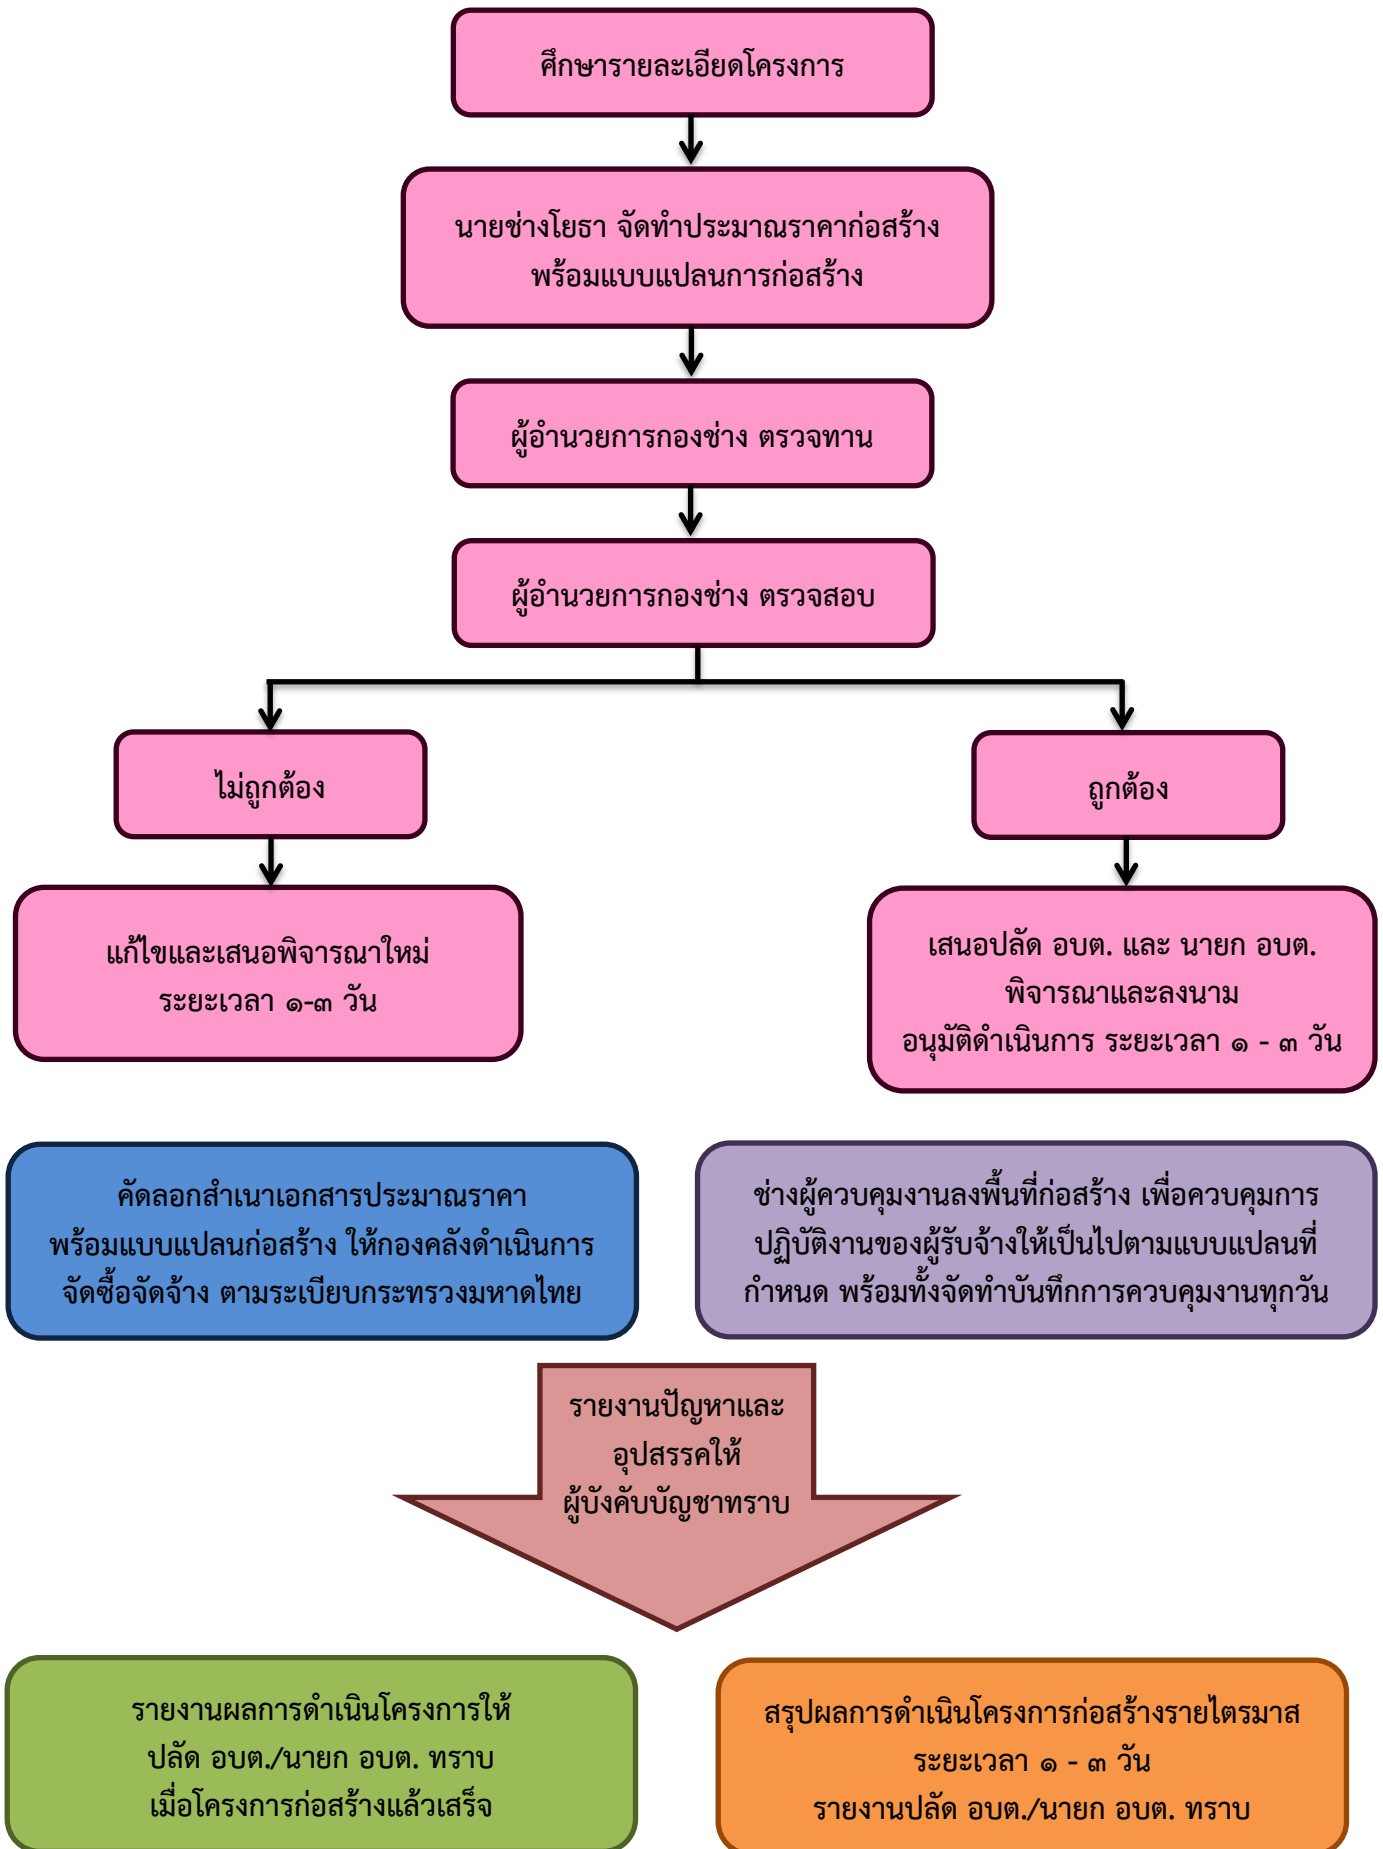 ศึกษารายละเอียดโครงการ
นายช่างโยธา จัดทำประมาณราคาก่อสร้าง
พร้อมแบบแปลนการก่อสร้าง
ผู้อำนวยการกองช่าง ตรวจทาน
ผู้อำนวยการกองช่าง ตรวจสอบ
ไม่ถูกต้อง
ถูกต้อง
แก้ไขและเสนอพิจารณาใหม่
ระยะเวลา ๑-๓ วัน
เสนอปลัด อบต. และ นายก อบต.
พิจารณาและลงนาม
อนุมัติดำเนินการ ระยะเวลา ๑ - ๓ วัน
คัดลอกสำเนาเอกสารประมาณราคา
พร้อมแบบแปลนก่อสร้าง ให้กองคลังดำเนินการ
จัดซื้อจัดจ้าง ตามระเบียบกระทรวงมหาดไทย
ช่างผู้ควบคุมงานลงพื้นที่ก่อสร้าง เพื่อควบคุมการ
ปฏิบัติงานของผู้รับจ้างให้เป็นไปตามแบบแปลนที่
กำหนด พร้อมทั้งจัดทำบันทึกการควบคุมงานทุกวัน
รายงานปัญหาและ
อุปสรรคให้
ผู้บังคับบัญชาทราบ
รายงานผลการดำเนินโครงการให้
ปลัด อบต./นายก อบต. ทราบ
เมื่อโครงการก่อสร้างแล้วเสร็จ
สรุปผลการดำเนินโครงการก่อสร้างรายไตรมาส
ระยะเวลา ๑ - ๓ วัน
รายงานปลัด อบต./นายก อบต. ทราบ